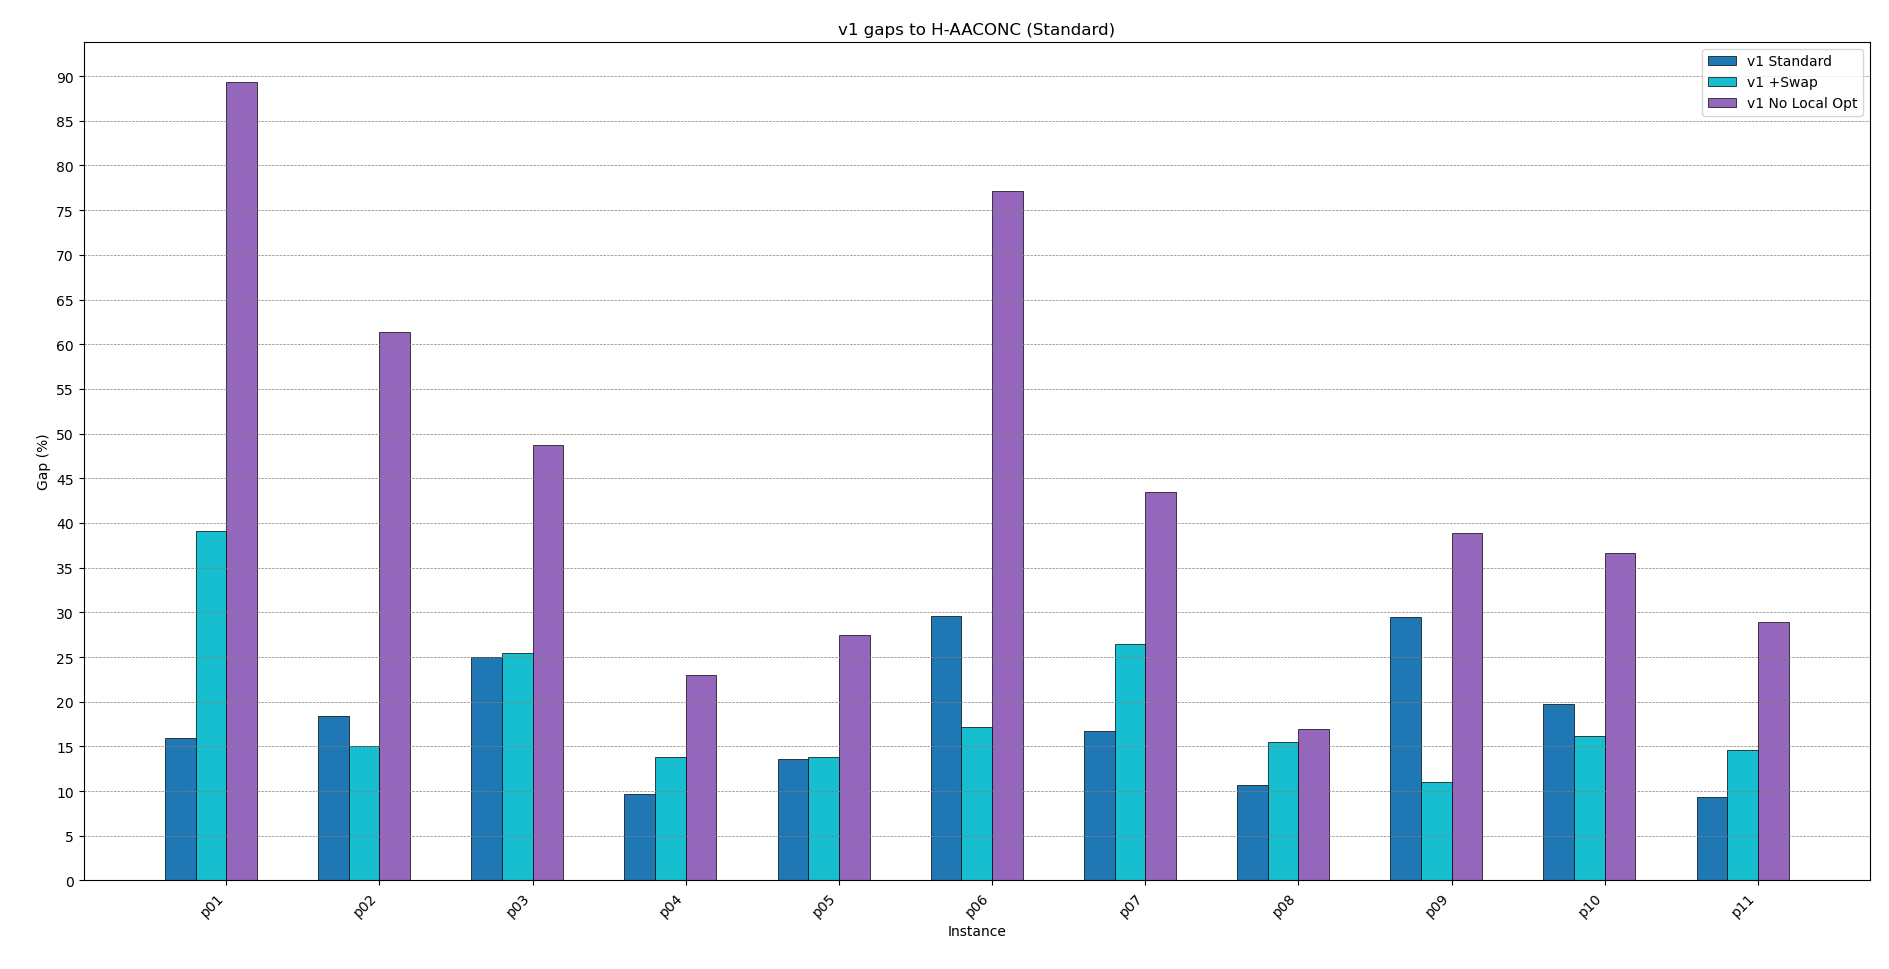 v1 gaps to H-AACONC (Standard)
v1 Standard
v1 +Swap
v1 No Local Opt
Gap (%)
90
85
80
75
70
65
60
55
50
45
40
35
30
25
20
15
10
5
0
p01 p02 p03 p04 p05 p06 p07 p08 p09 p10 p11
Instance